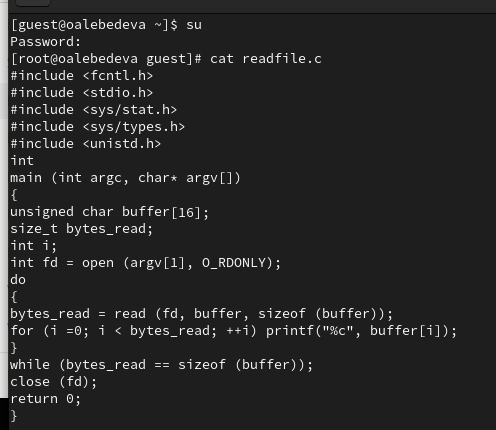 [guest@oalebedeva ~]$ su
Password:
[root@oalebedeva guest]# cat readfile.c
#include <fcntl.h>
#include <stdio.h>
#include <sys/stat.h>
#include <sys/types.h>
#include <unistd.h>
int
main (int argc, char* argv[])
{
unsigned char buffer[16];
size_t bytes_read;
int i;
int fd = open (argv[1], O_RDONLY);
do
{
bytes_read = read (fd, buffer, sizeof (buffer));
for (i =0; i < bytes_read; ++i) printf("%c", buffer[i]);
}
while (bytes_read == sizeof (buffer));
close (fd);
return 0;
}